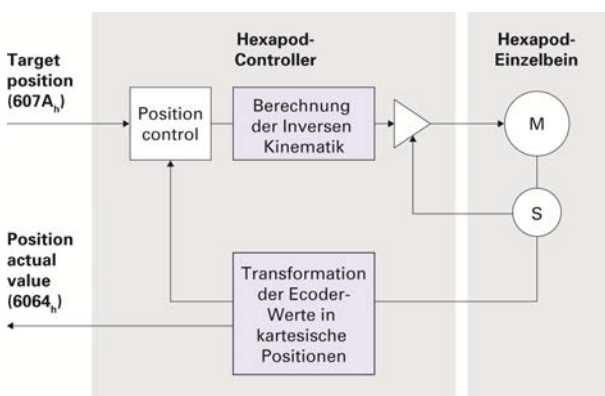 Hexapod-
Controller
Hexapod-
Einzelbein
Target
position
(607Aₕ)
Position
control
Berechnung
der Inversen
Kinematik
M
S
Position
actual
value
(6064ₕ)
Transformation
der Ecoder-
Werte in
kartesische
Positionen